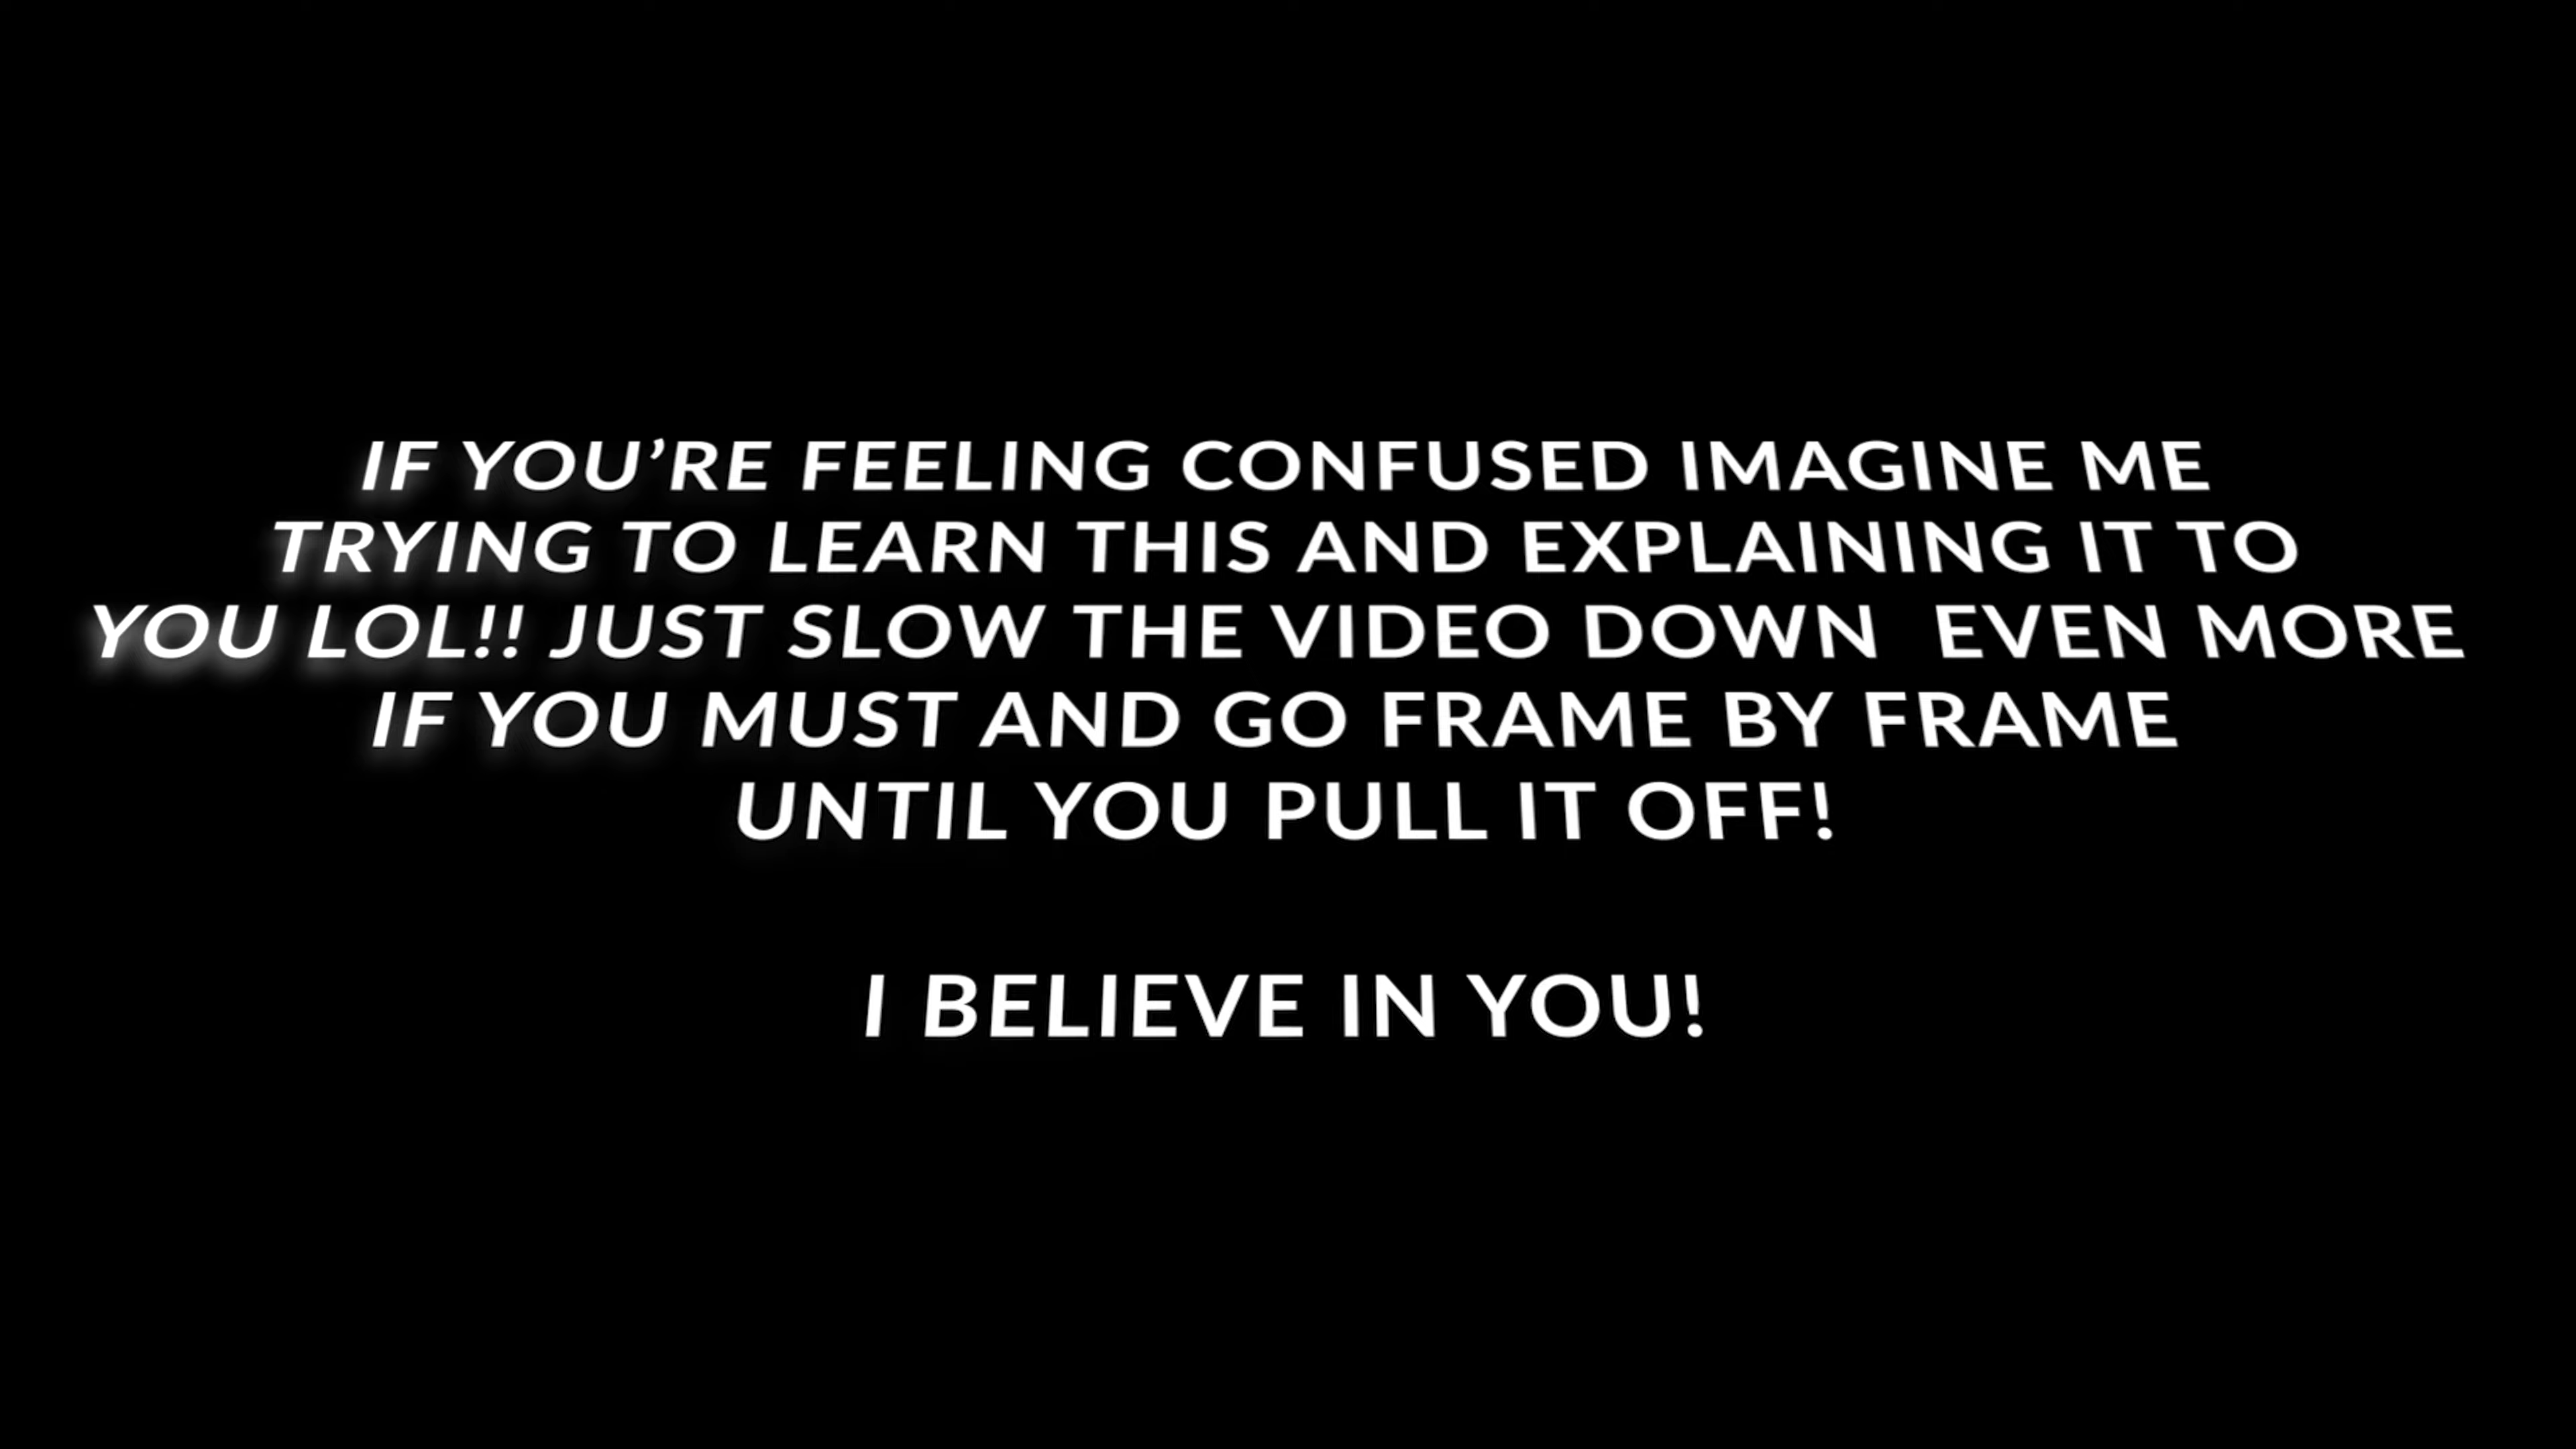 IF YOU’RE FEELING CONFUSED IMAGINE ME
TRYING TO LEARN THIS AND EXPLAINING IT TO
YOU LOL!! JUST SLOW THE VIDEO DOWN  EVEN MORE
IF YOU MUST AND GO FRAME BY FRAME
UNTIL YOU PULL IT OFF!
I BELIEVE IN YOU!